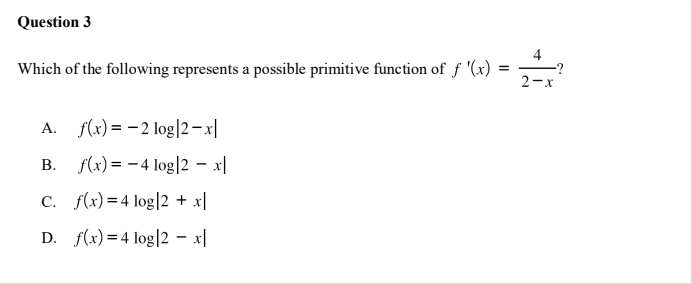 Question 3
Which of the following represents a possible primitive function of f '(x) = 4/(2−x)?
A. f(x) = −2 log|2−x|
B. f(x) = −4 log|2 − x|
C. f(x) = 4 log|2 + x|
D. f(x) = 4 log|2 − x|